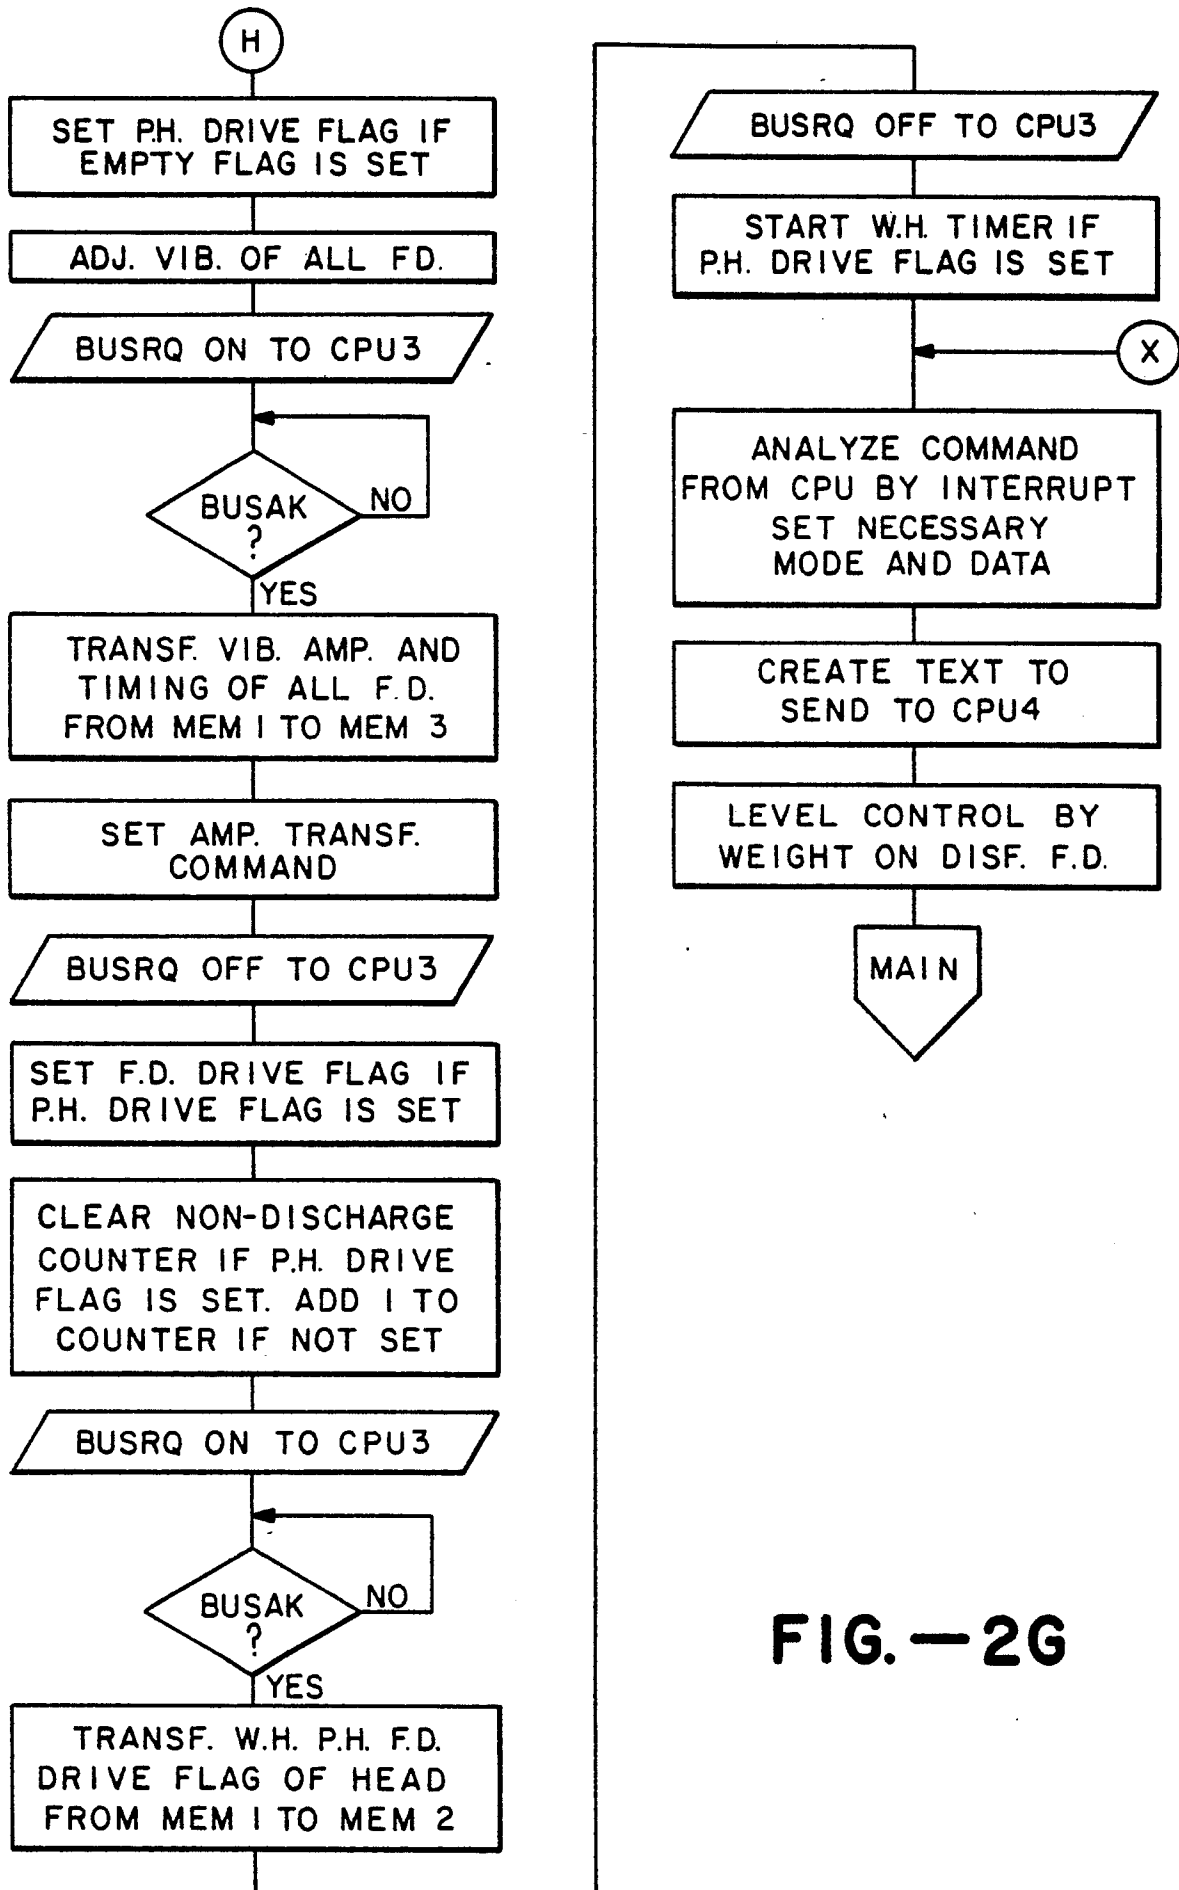 H
SET P.H. DRIVE FLAG IF
EMPTY FLAG IS SET
ADJ. VIB. OF ALL FD.
BUSRQ ON TO CPU3
BUSAK
?
NO
YES
TRANSF. VIB. AMP. AND
TIMING OF ALL F.D.
FROM MEM 1 TO MEM 3
SET AMP. TRANSF.
COMMAND
BUSRQ OFF TO CPU3
SET F.D. DRIVE FLAG IF
P.H. DRIVE FLAG IS SET
CLEAR NON-DISCHARGE
COUNTER IF P.H. DRIVE
FLAG IS SET. ADD 1 TO
COUNTER IF NOT SET
BUSRQ ON TO CPU3
BUSAK
?
NO
YES
TRANSF. W.H. P.H. F.D.
DRIVE FLAG OF HEAD
FROM MEM 1 TO MEM 2
BUSRQ OFF TO CPU3
START W.H. TIMER IF
P.H. DRIVE FLAG IS SET
X
ANALYZE COMMAND
FROM CPU BY INTERRUPT
SET NECESSARY
MODE AND DATA
CREATE TEXT TO
SEND TO CPU4
LEVEL CONTROL BY
WEIGHT ON DISF. F.D.
MAIN
FIG.—2G